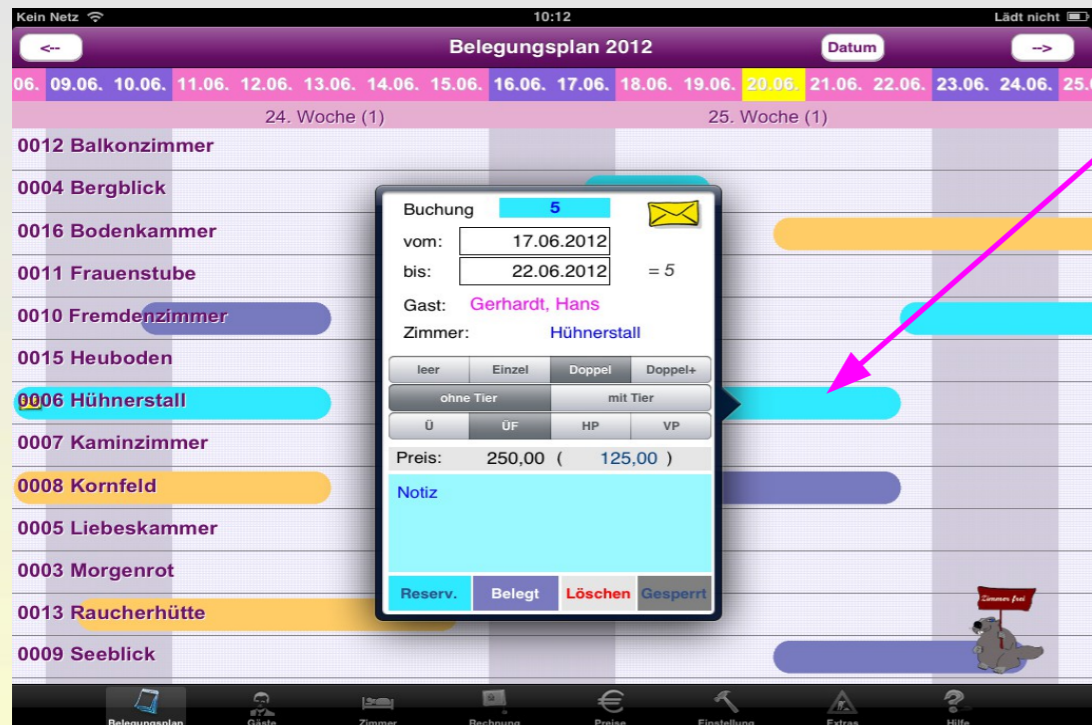 Kein Netz 10:12 Lädt nicht
<-- Belegungsplan 2012 Datum -->
06. 09.06. 10.06. 11.06. 12.06. 13.06. 14.06. 15.06. 16.06. 17.06. 18.06. 19.06. 20.06. 21.06. 22.06. 23.06. 24.06. 25.0
24. Woche (1) 25. Woche (1)
0012 Balkonzimmer
0004 Bergblick
0016 Bodenkammer
0011 Frauenstube
0010 Fremdenzimmer
0015 Heuboden
0006 Hühnerstall
0007 Kaminzimmer
0008 Kornfeld
0005 Liebeskammer
0003 Morgenrot
0013 Raucherhütte
0009 Seeblick
Buchung 5
vom: 17.06.2012
bis: 22.06.2012 = 5
Gast: Gerhardt, Hans
Zimmer: Hühnerstall
leer Einzel Doppel Doppel+
ohne Tier mit Tier
Ü ÜF HP VP
Preis: 250,00 ( 125,00 )
Notiz
Reserv. Belegt Löschen Gesperrt
Zimmer frei
Belegungsplan Gäste Zimmer Rechnung Preise Einstellung Extras Hilfe